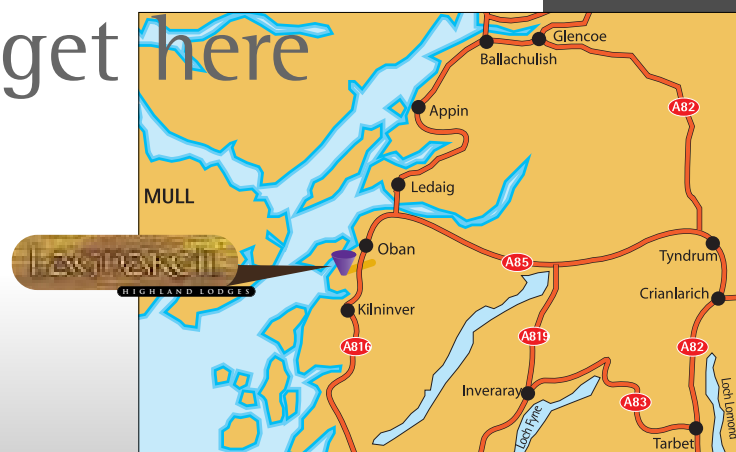 get here
Glencoe
Ballachulish
A82
Appin
Ledaig
MULL
Oban
A85
Tyndrum
HIGHLAND LODGES
Crianlarich
Kilninver
A816
A819
A82
Inveraray
A83
Loch Fyne
Loch Lomond
Tarbet